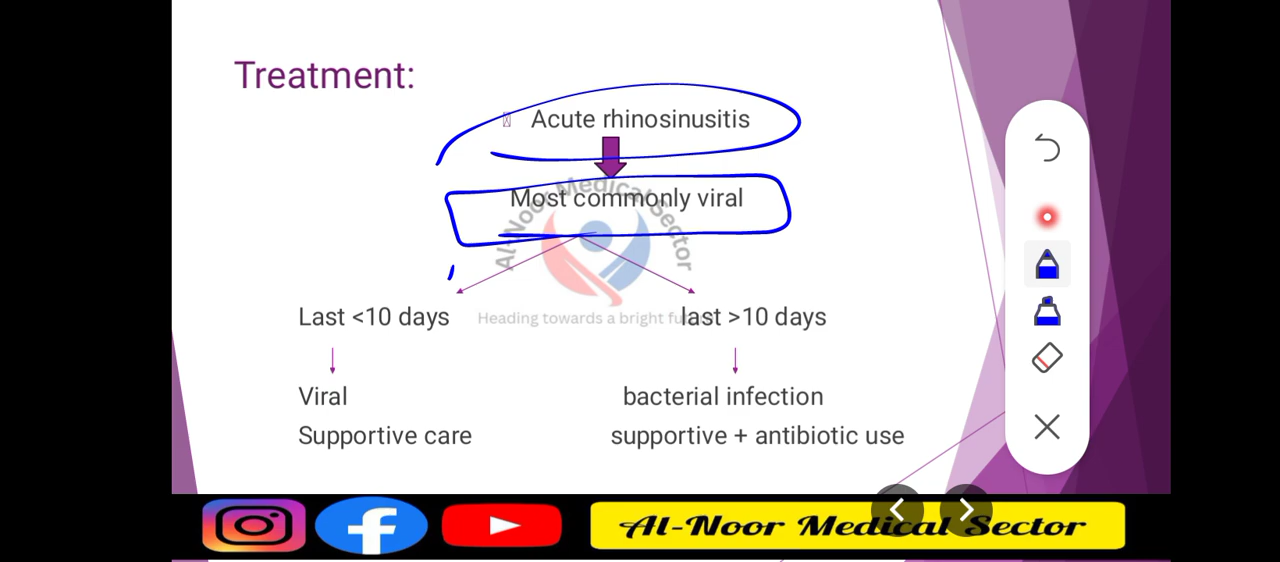 Treatment:
Acute rhinosinusitis
Most commonly viral
Al-Noor Medical Sector
Last <10 days
Heading towards a bright
last >10 days
Viral
bacterial infection
Supportive care
supportive + antibiotic use
Al-Noor Medical Sector